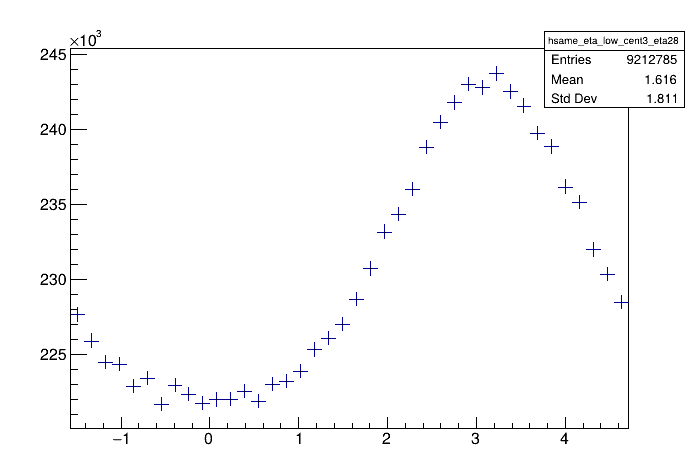 ×10³
hsame_eta_low_cent3_eta28
Entries 9212785
Mean 1.616
Std Dev 1.811
245
240
235
230
225
−1 0 1 2 3 4